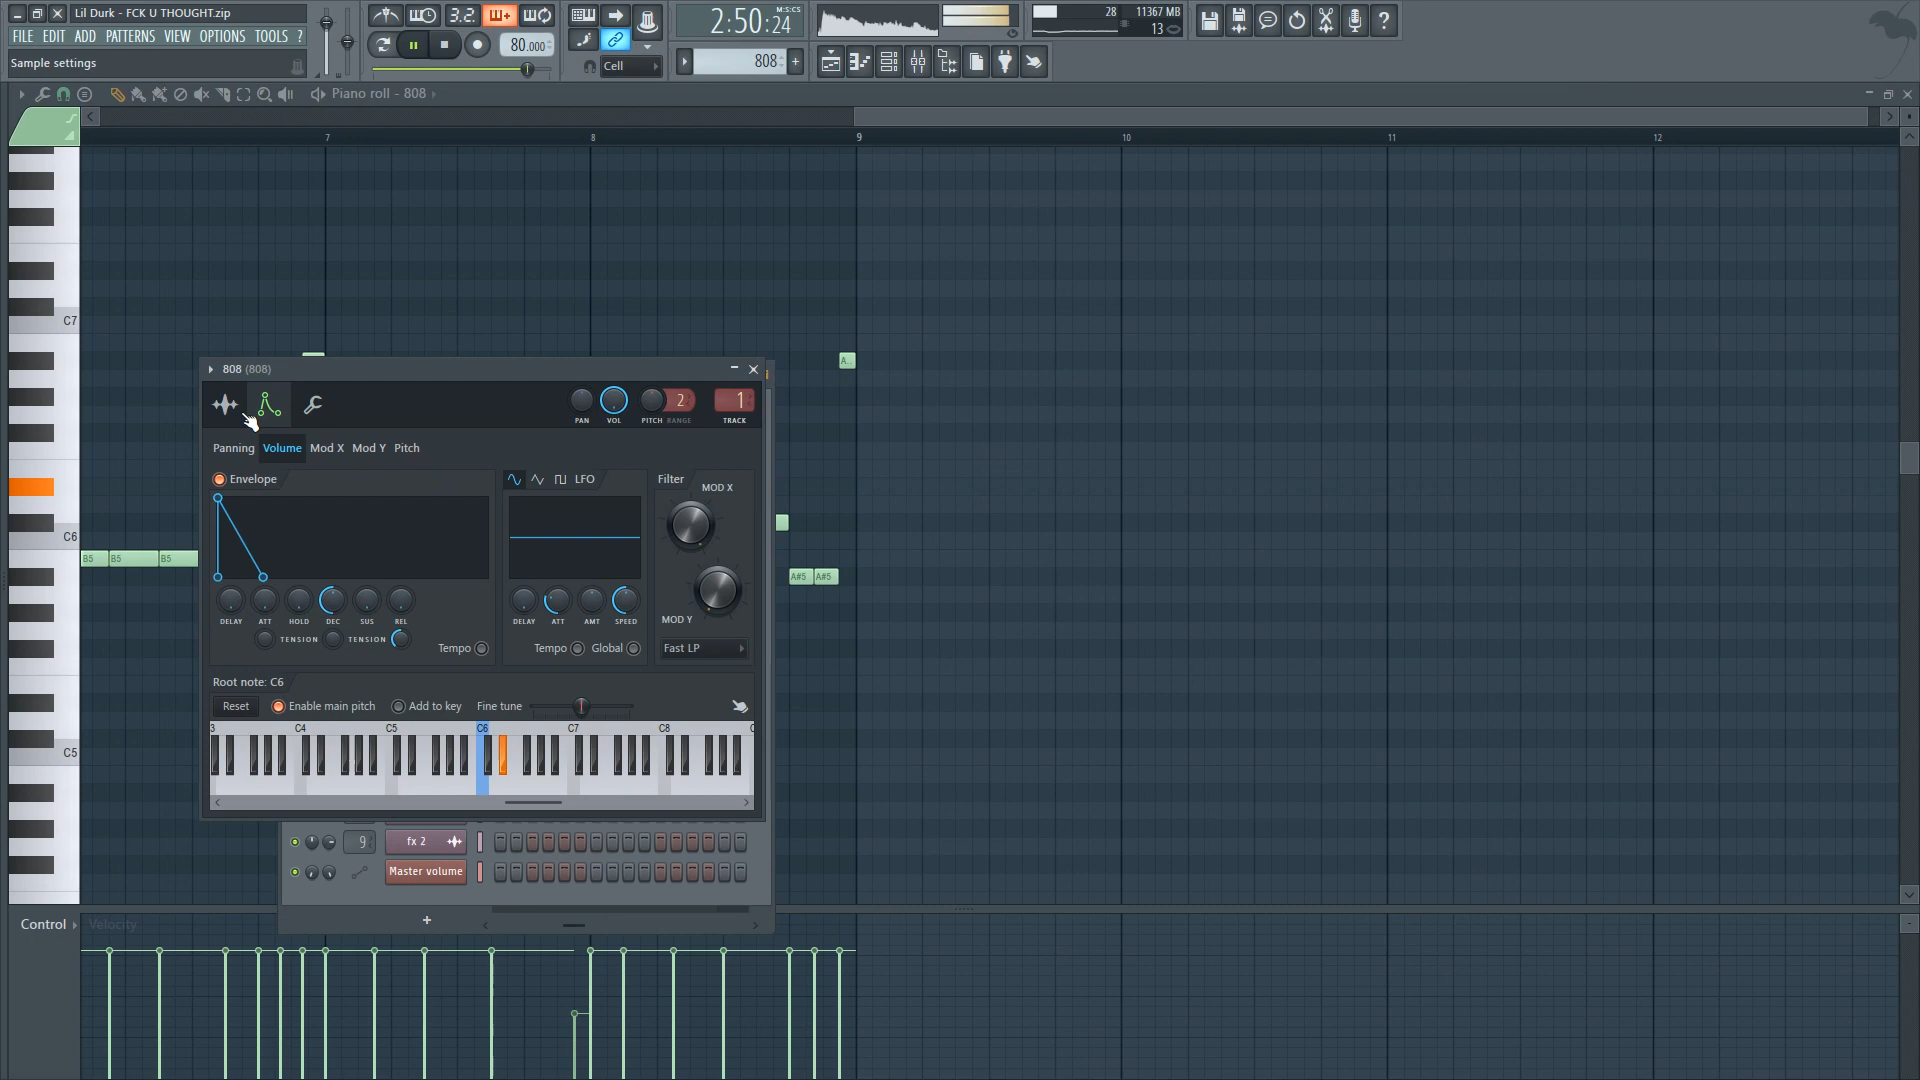 Lil Durk - FCK U THOUGHT.zip
FILE EDIT ADD PATTERNS VIEW OPTIONS TOOLS ?
Sample settings
3.2.
80.000
Cell
2:50:24
M:S:CS
808
28
11367 MB
13
?
Piano roll - 808
7 8 9 10 11 12
C7
C6
C5
B5 B5 B5
A..
A#5 A#5
808 (808)
PAN VOL PITCH RANGE 2 TRACK 1
Panning Volume Mod X Mod Y Pitch
Envelope
LFO
Filter
MOD X
MOD Y
DELAY ATT HOLD DEC SUS REL
DELAY ATT AMT SPEED
TENSION TENSION
Tempo
Tempo Global
Fast LP
Root note: C6
Reset Enable main pitch Add to key Fine tune
3 C4 C5 C6 C7 C8
9 fx 2
Master volume
+
Control Velocity